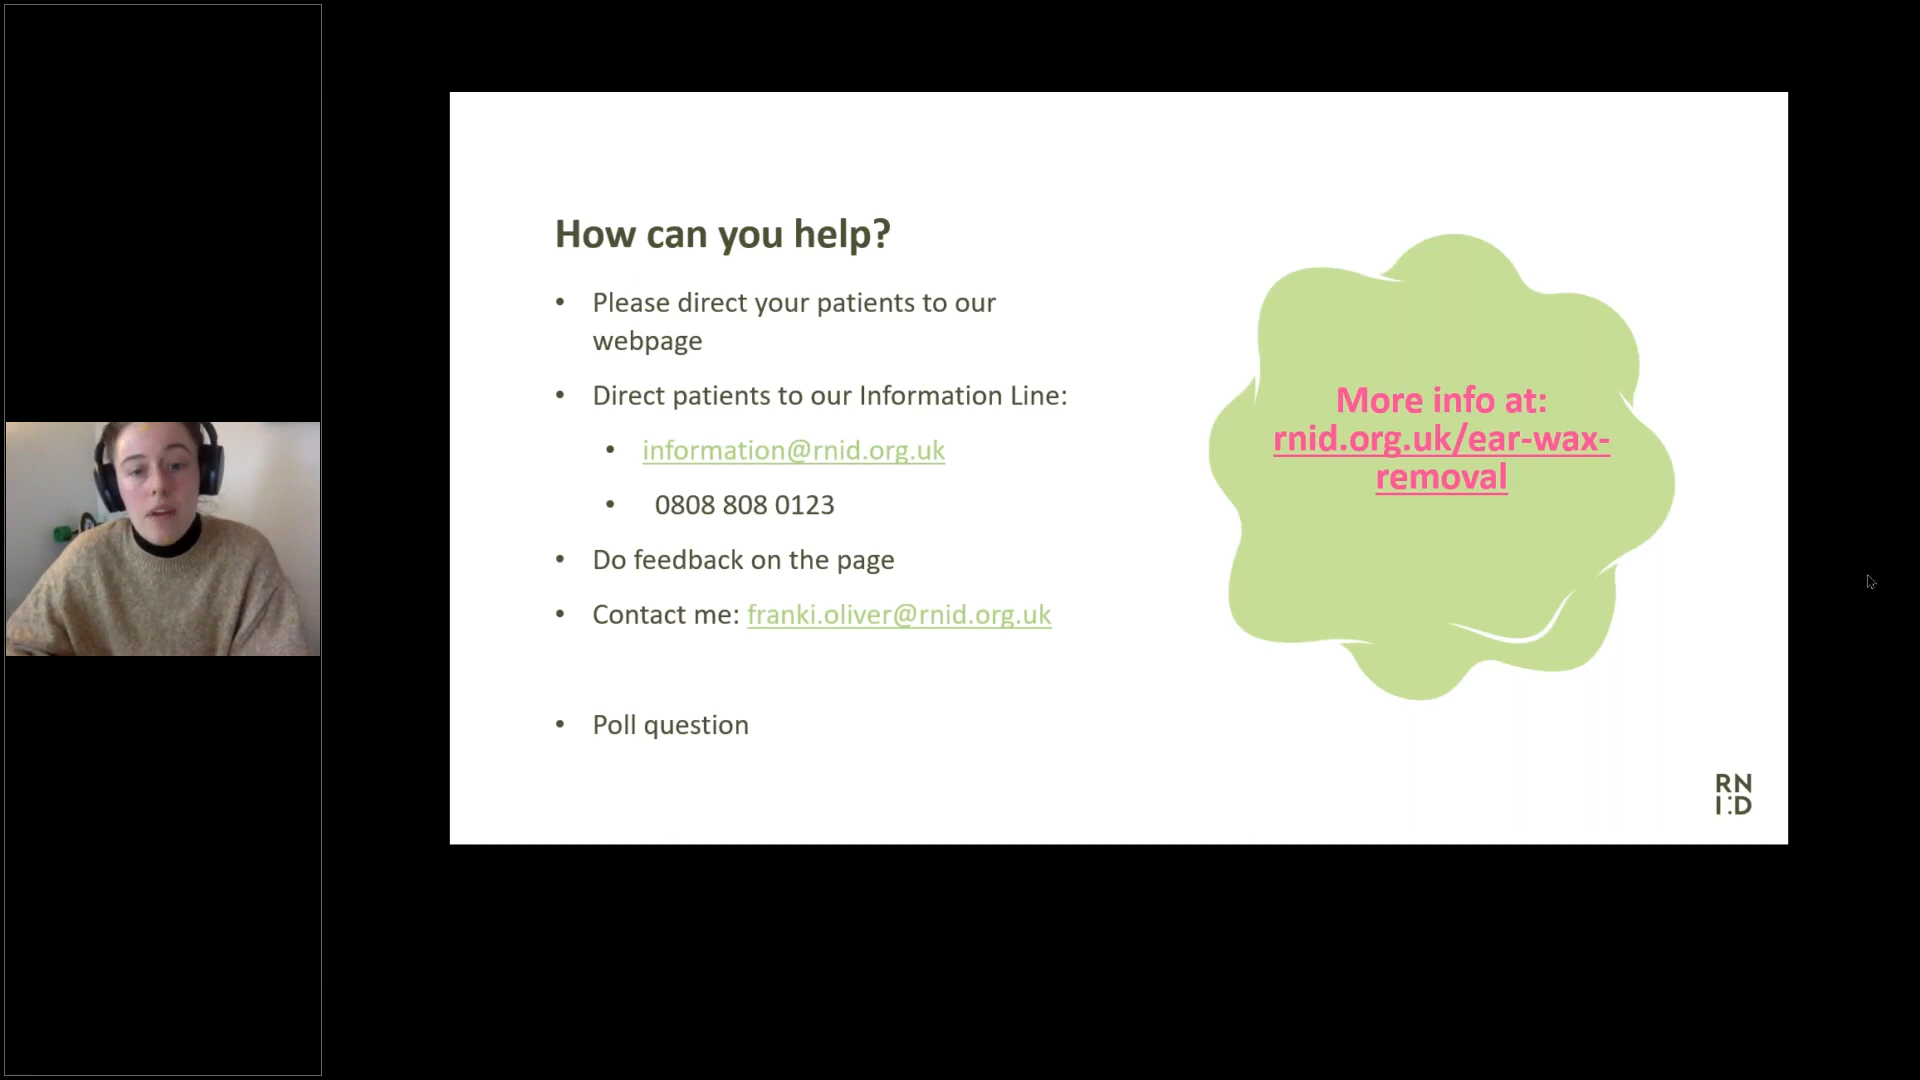 How can you help?
• Please direct your patients to our
webpage
• Direct patients to our Information Line:
• information@rnid.org.uk
• 0808 808 0123
• Do feedback on the page
• Contact me: franki.oliver@rnid.org.uk
• Poll question
More info at:
rnid.org.uk/ear-wax-
removal
RN
I:D